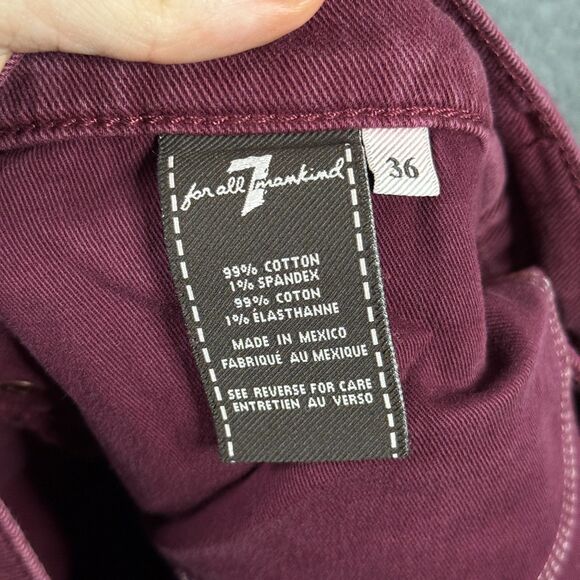 for all 7 mankind
36
99% COTTON
1% SPANDEX
99% COTON
1% ÉLASTHANNE
MADE IN MEXICO
FABRIQUÉ AU MEXIQUE
SEE REVERSE FOR CARE
ENTRETIEN AU VERSO